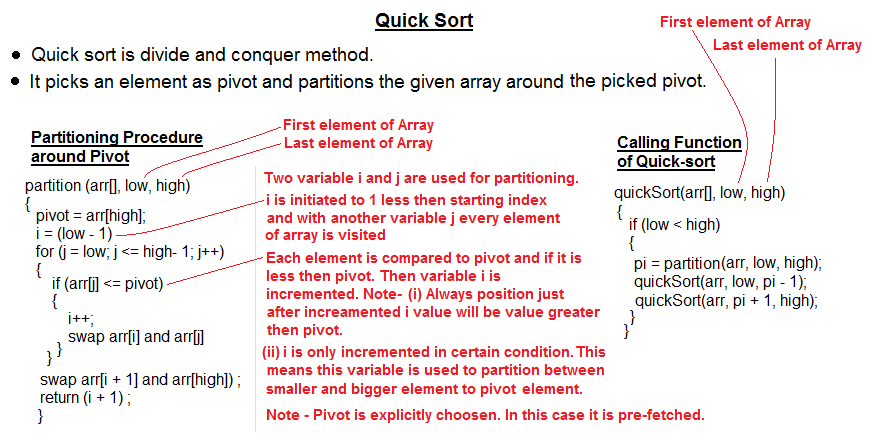 Quick Sort
First element of Array
Last element of Array
● Quick sort is divide and conquer method.
● It picks an element as pivot and partitions the given array around the picked pivot.
Partitioning Procedure
around Pivot
First element of Array
Last element of Array
partition (arr[], low, high)
{
pivot = arr[high];
i = (low - 1)
for (j = low; j <= high- 1; j++)
{
if (arr[j] <= pivot)
{
i++;
swap arr[i] and arr[j]
}
}
swap arr[i + 1] and arr[high]) ;
return (i + 1) ;
}
Two variable i and j are used for partitioning.
i is initiated to 1 less then starting index
and with another variable j every element
of array is visited
Each element is compared to pivot and if it is
less then pivot. Then variable i is
incremented. Note- (i) Always position just
after increamented i value will be value greater
then pivot.
(ii) i is only incremented in certain condition. This
means this variable is used to partition between
smaller and bigger element to pivot element.
Note - Pivot is explicitly choosen. In this case it is pre-fetched.
Calling Function
of Quick-sort
quickSort(arr[], low, high)
{
if (low < high)
{
pi = partition(arr, low, high);
quickSort(arr, low, pi - 1);
quickSort(arr, pi + 1, high);
}
}